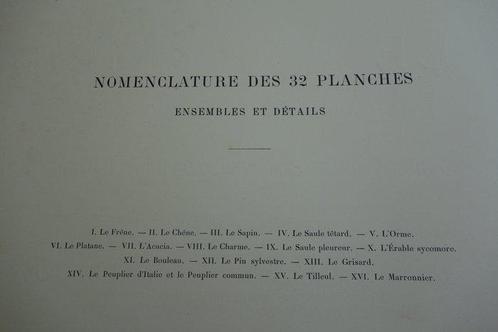 NOMENCLATURE DES 32 PLANCHES
ENSEMBLES ET DÉTAILS
I. Le Frêne. — II. Le Chêne. — III. Le Sapin. — IV. Le Saule têtard. — V. L'Orme.
VI. Le Platane. — VII. L'Acacia. — VIII. Le Charme. — IX. Le Saule pleureur. — X. L'Érable sycomore.
XI. Le Bouleau. — XII. Le Pin sylvestre. — XIII. Le Grisard.
XIV. Le Peuplier d'Italie et le Peuplier commun. — XV. Le Tilleul. — XVI. Le Marronnier.